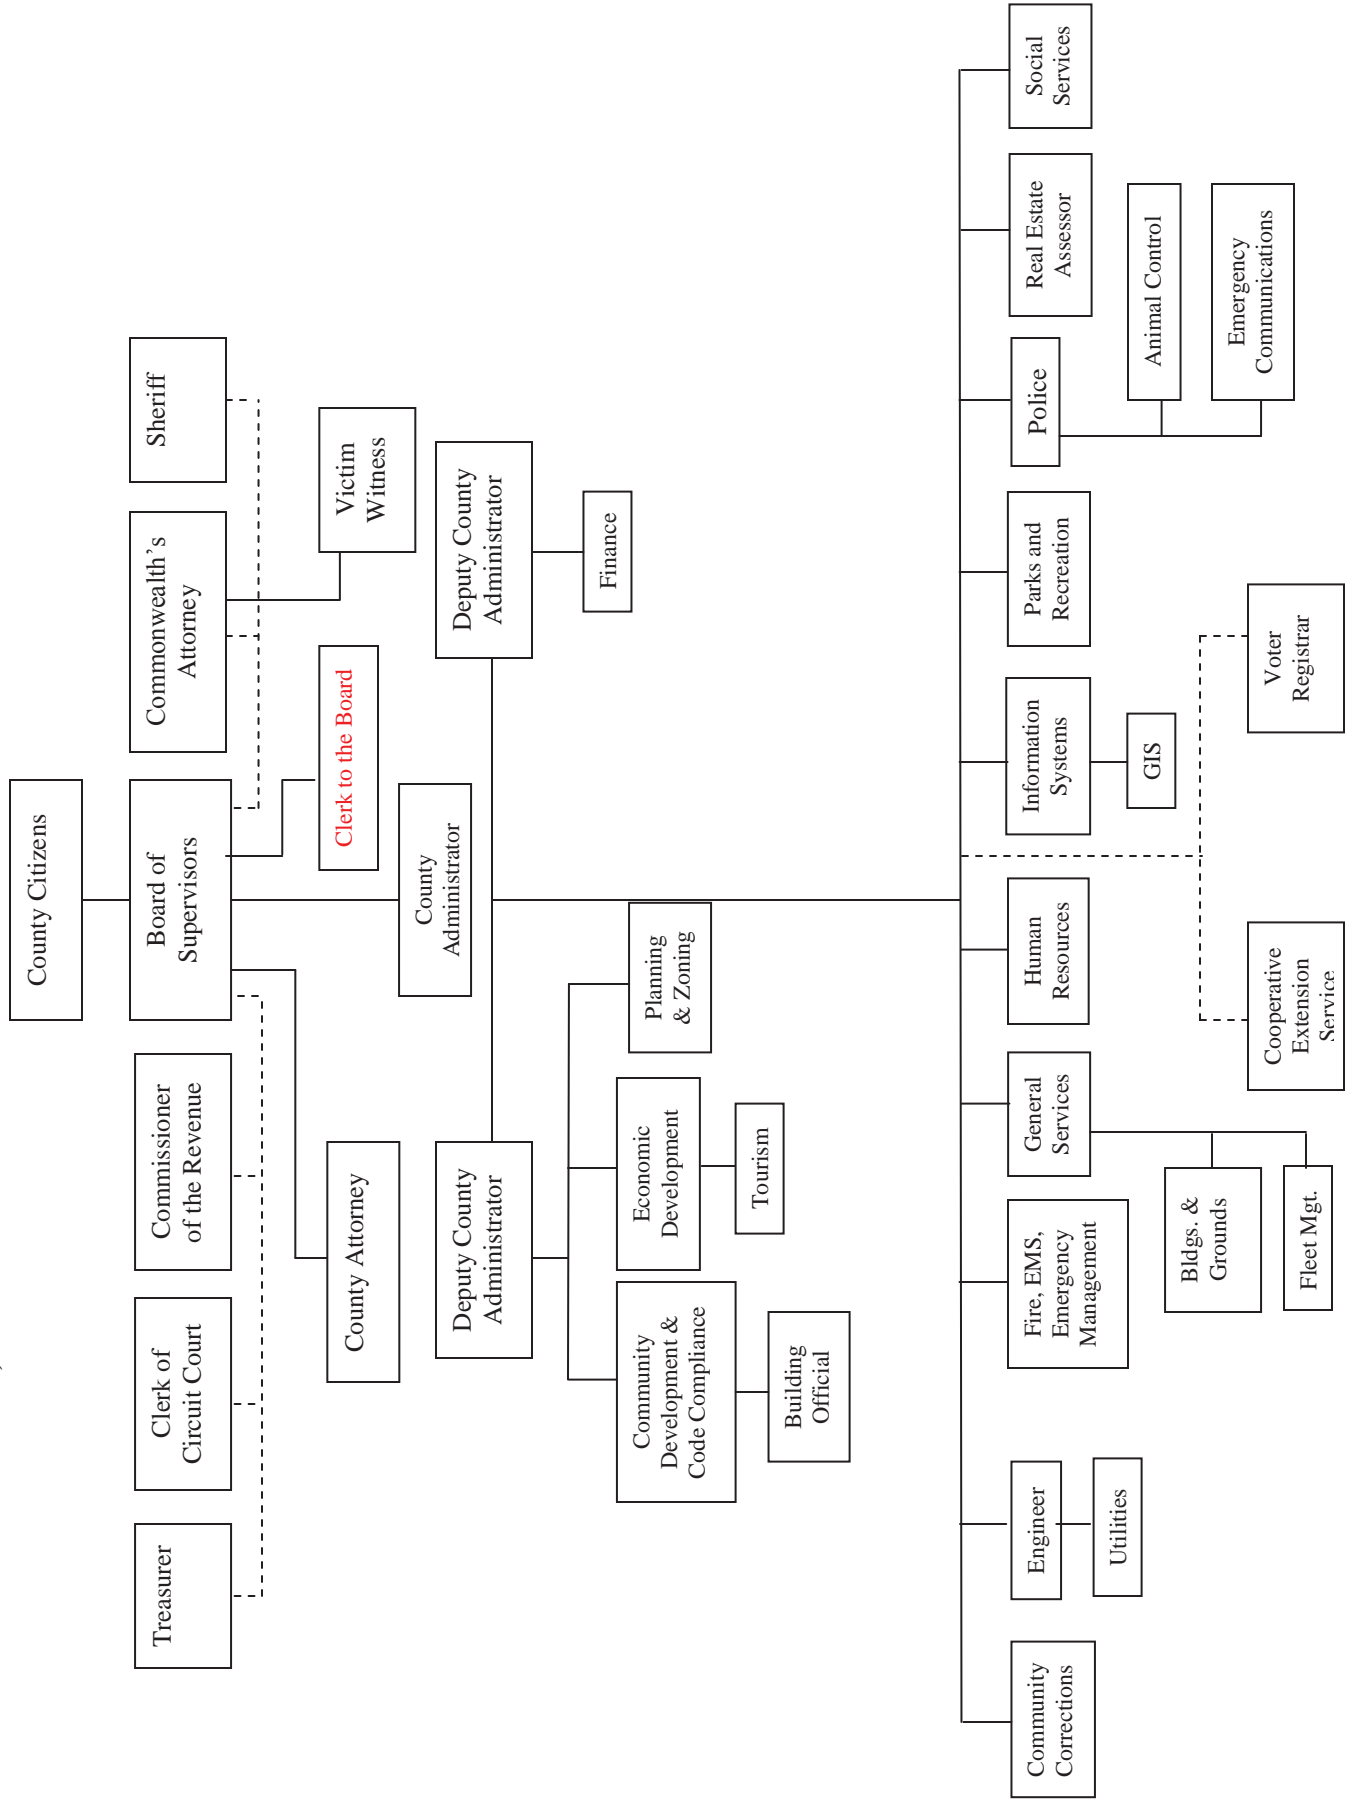 County Citizens
Treasurer
Clerk of
Circuit Court
Commissioner
of the Revenue
Board of
Supervisors
Commonwealth's
Attorney
Sheriff
County Attorney
Clerk to the Board
Victim
Witness
County
Administrator
Deputy County
Administrator
Deputy County
Administrator
Community
Development &
Code Compliance
Economic
Development
Planning
& Zoning
Finance
Building
Official
Tourism
Community
Corrections
Engineer
Fire, EMS,
Emergency
Management
General
Services
Human
Resources
Information
Systems
Parks and
Recreation
Police
Real Estate
Assessor
Social
Services
Utilities
Bldgs. &
Grounds
Fleet Mgt.
GIS
Animal Control
Emergency
Communications
Cooperative
Extension
Service
Voter
Registrar